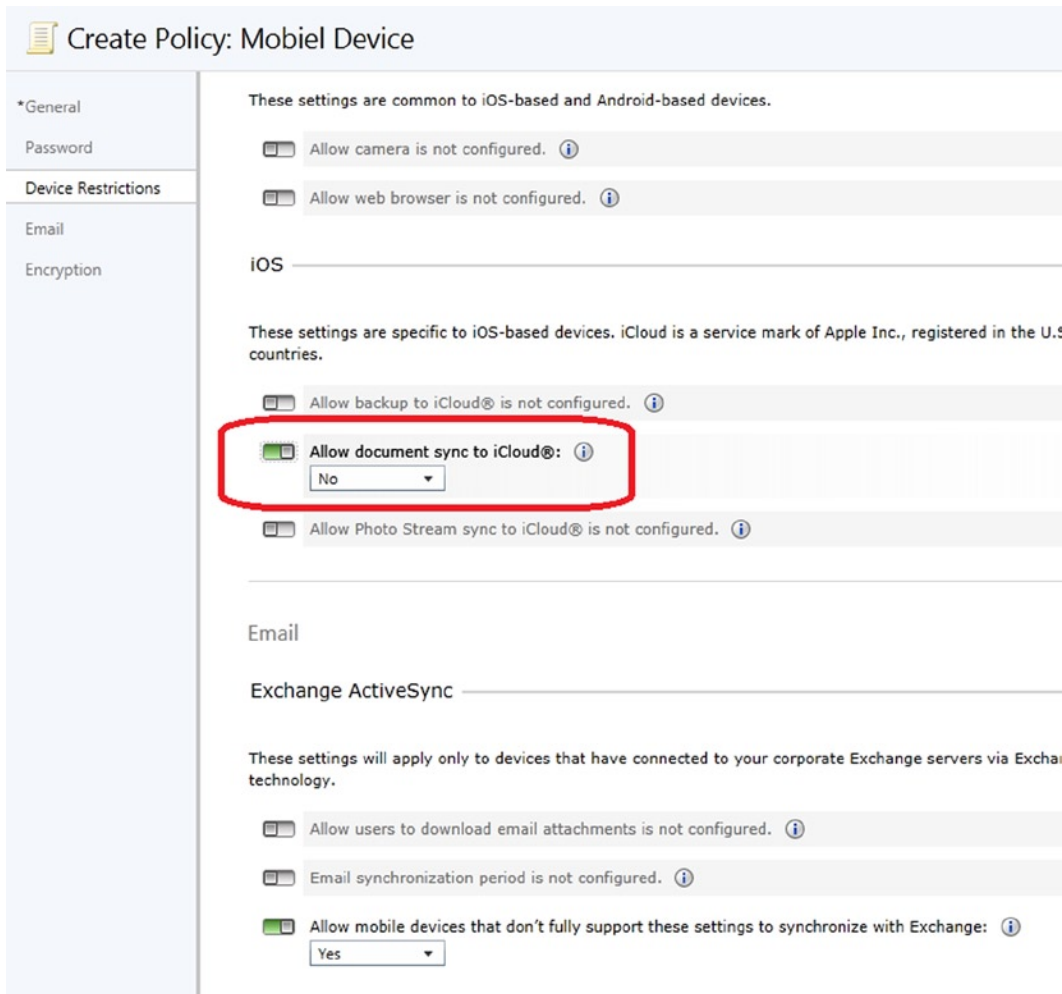 Create Policy: Mobiel Device
*General
Password
Device Restrictions
Email
Encryption
These settings are common to iOS-based and Android-based devices.
Allow camera is not configured.
Allow web browser is not configured.
iOS
These settings are specific to iOS-based devices. iCloud is a service mark of Apple Inc., registered in the U.S
countries.
Allow backup to iCloud® is not configured.
Allow document sync to iCloud®:
No
Allow Photo Stream sync to iCloud® is not configured.
Email
Exchange ActiveSync
These settings will apply only to devices that have connected to your corporate Exchange servers via Exchan
technology.
Allow users to download email attachments is not configured.
Email synchronization period is not configured.
Allow mobile devices that don't fully support these settings to synchronize with Exchange:
Yes